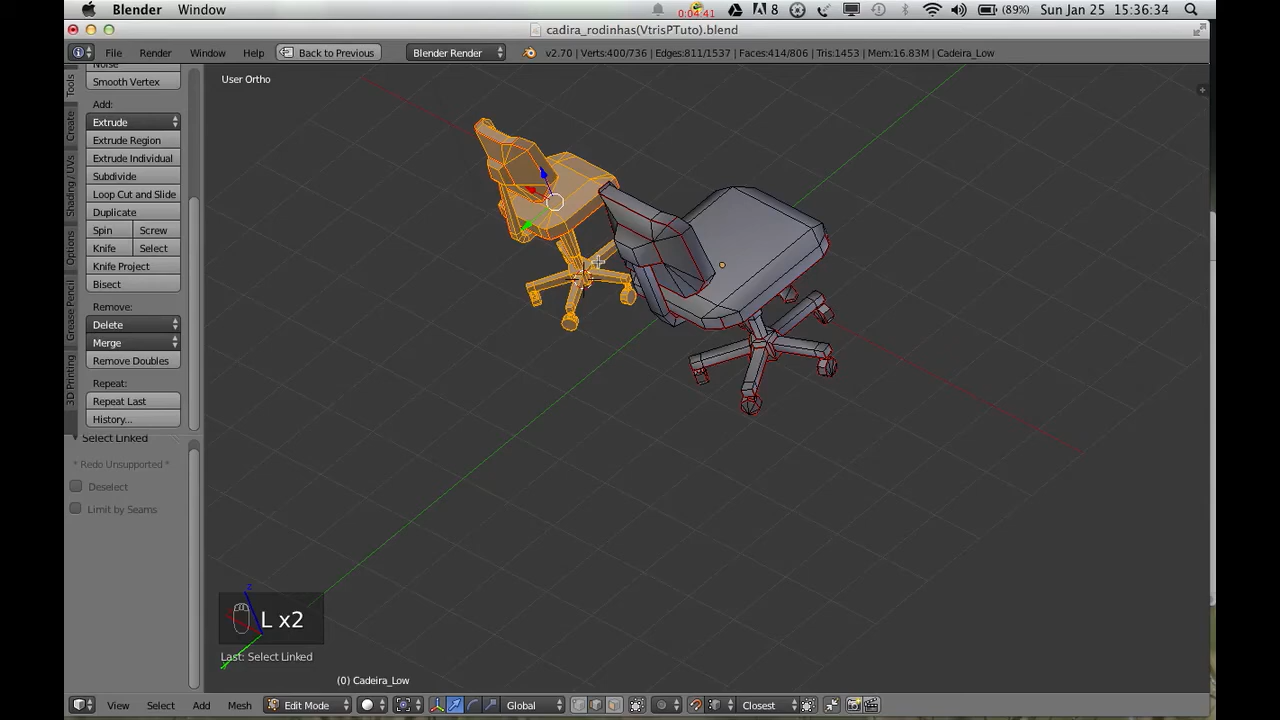 Blender Window 0:04:41 8 (89%) Sun Jan 25 15:36:34
cadira_rodinhas(VtrisPTuto).blend
File Render Window Help Back to Previous Blender Render v2.70 | Verts:400/736 | Edges:811/1537 | Faces:414/806 | Tris:1453 | Mem:16.83M | Cadeira_Low
User Ortho
Tools
Create
Shading / UVs
Options
Grease Pencil
3D Printing
Noise
Smooth Vertex
Add:
Extrude
Extrude Region
Extrude Individual
Subdivide
Loop Cut and Slide
Duplicate
Spin Screw
Knife Select
Knife Project
Bisect
Remove:
Delete
Merge
Remove Doubles
Repeat:
Repeat Last
History...
Select Linked
* Redo Unsupported *
Deselect
Limit by Seams
L x2
Last: Select Linked
(0) Cadeira_Low
View Select Add Mesh Edit Mode Global Closest